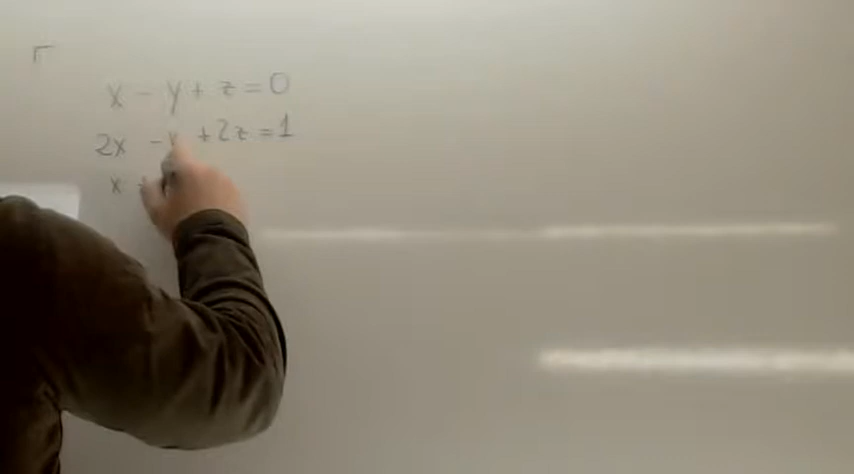 x - y + z = 0
2x - y + 2z = 1
x